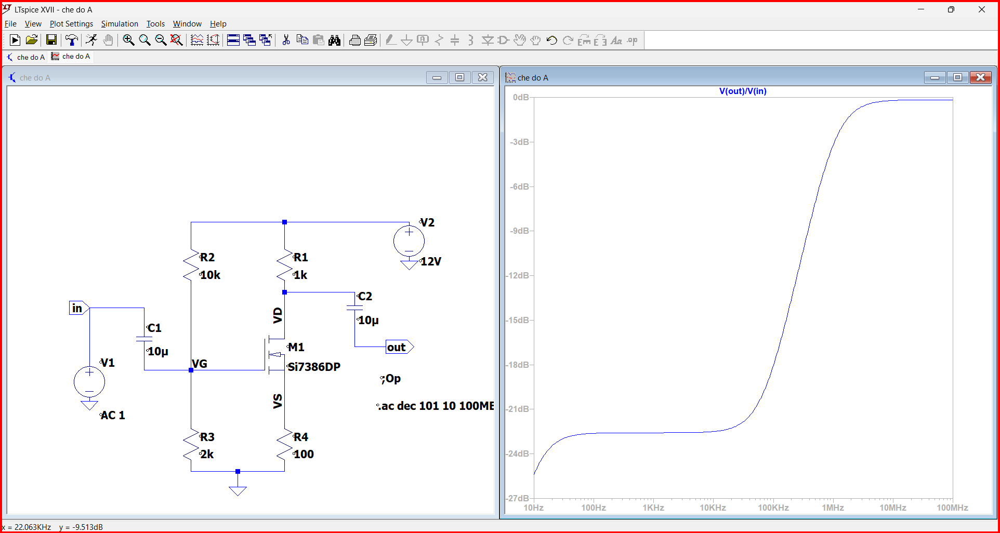 LTspice XVII - che do A
File View Plot Settings Simulation Tools Window Help
che do A che do A
che do A
V2
12V
R2
10k
R1
1k
C2
10µ
VD
in
C1
10µ
M1
Si7386DP
out
V1
AC 1
VG
;Op
VS
.ac dec 101 10 100ME
R3
2k
R4
100
che do A
V(out)/V(in)
0dB
-3dB
-6dB
-9dB
-12dB
-15dB
-18dB
-21dB
-24dB
-27dB
10Hz 100Hz 1KHz 10KHz 100KHz 1MHz 10MHz 100MHz
x = 22.063KHz y = -9.513dB